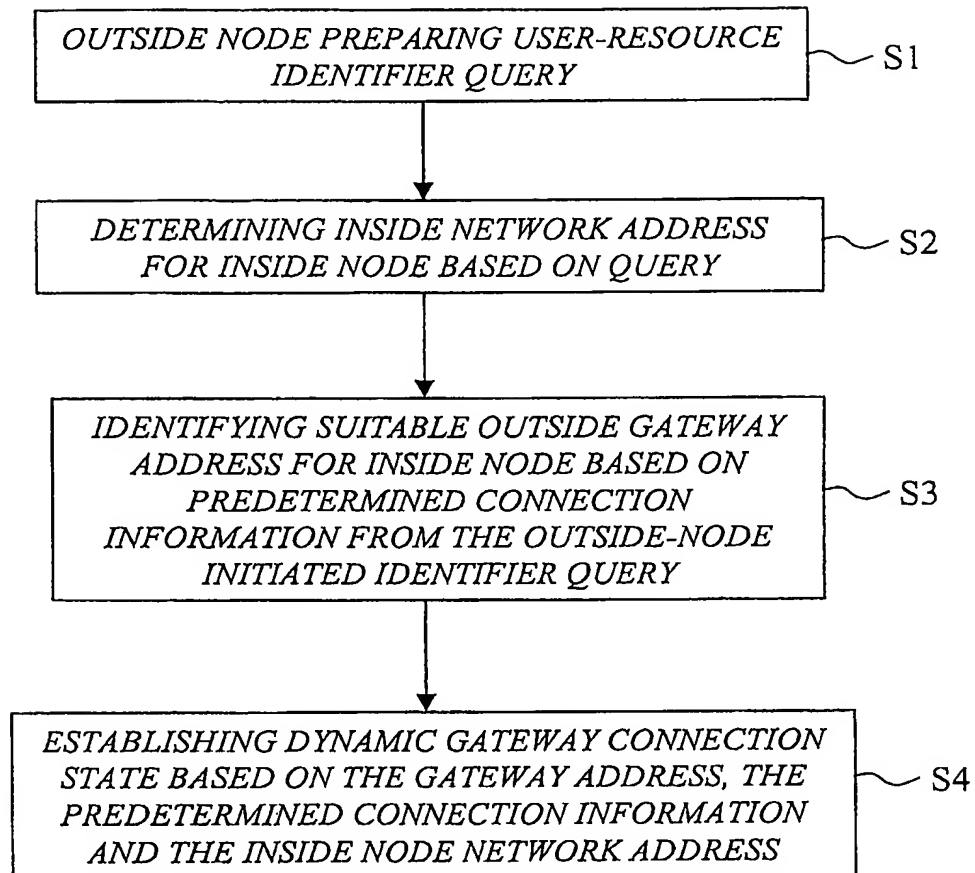 OUTSIDE NODE PREPARING USER-RESOURCE
IDENTIFIER QUERY
S1
DETERMINING INSIDE NETWORK ADDRESS
FOR INSIDE NODE BASED ON QUERY
S2
IDENTIFYING SUITABLE OUTSIDE GATEWAY
ADDRESS FOR INSIDE NODE BASED ON
PREDETERMINED CONNECTION
INFORMATION FROM THE OUTSIDE-NODE
INITIATED IDENTIFIER QUERY
S3
ESTABLISHING DYNAMIC GATEWAY CONNECTION
STATE BASED ON THE GATEWAY ADDRESS, THE
PREDETERMINED CONNECTION INFORMATION
AND THE INSIDE NODE NETWORK ADDRESS
S4